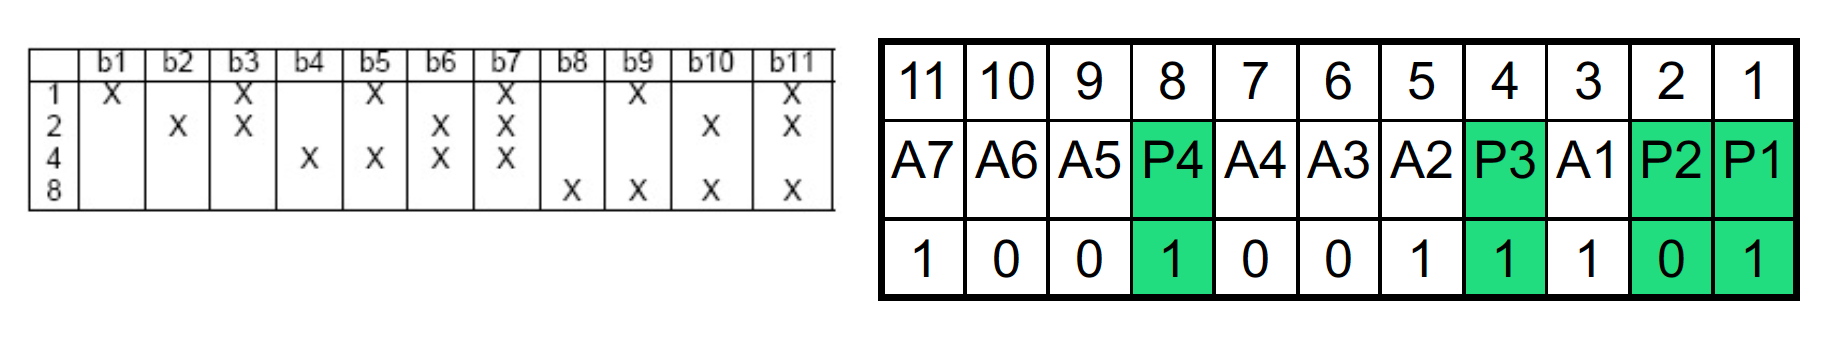 b1 b2 b3 b4 b5 b6 b7 b8 b9 b10 b11
1 X X X X X X
2 X X X X X X
4 X X X X
8 X X X X
11 10 9 8 7 6 5 4 3 2 1
A7 A6 A5 P4 A4 A3 A2 P3 A1 P2 P1
1 0 0 1 0 0 1 1 1 0 1